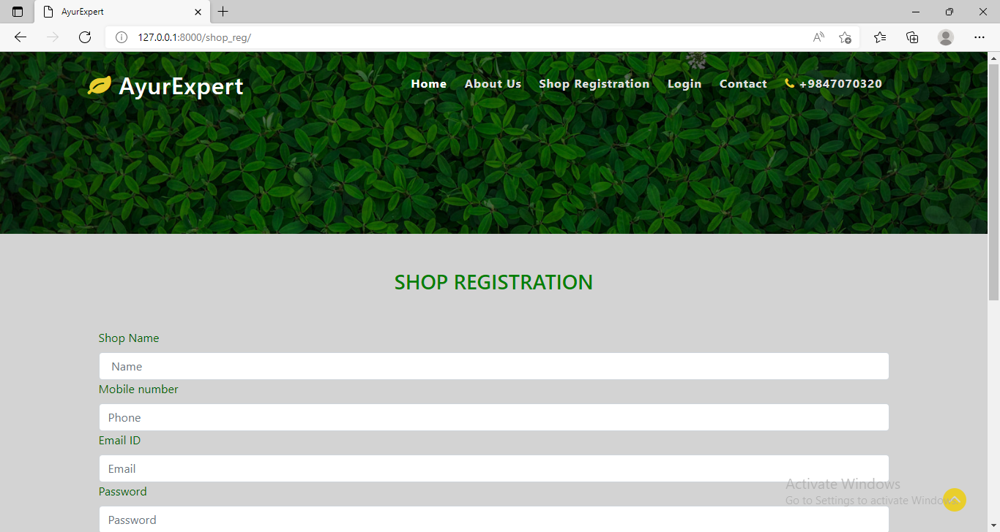 AyurExpert
127.0.0.1:8000/shop_reg/
AyurExpert
Home About Us Shop Registration Login Contact +9847070320
SHOP REGISTRATION
Shop Name
Name
Mobile number
Phone
Email ID
Email
Password
Password
Activate Windows
Go to Settings to activate Windows.